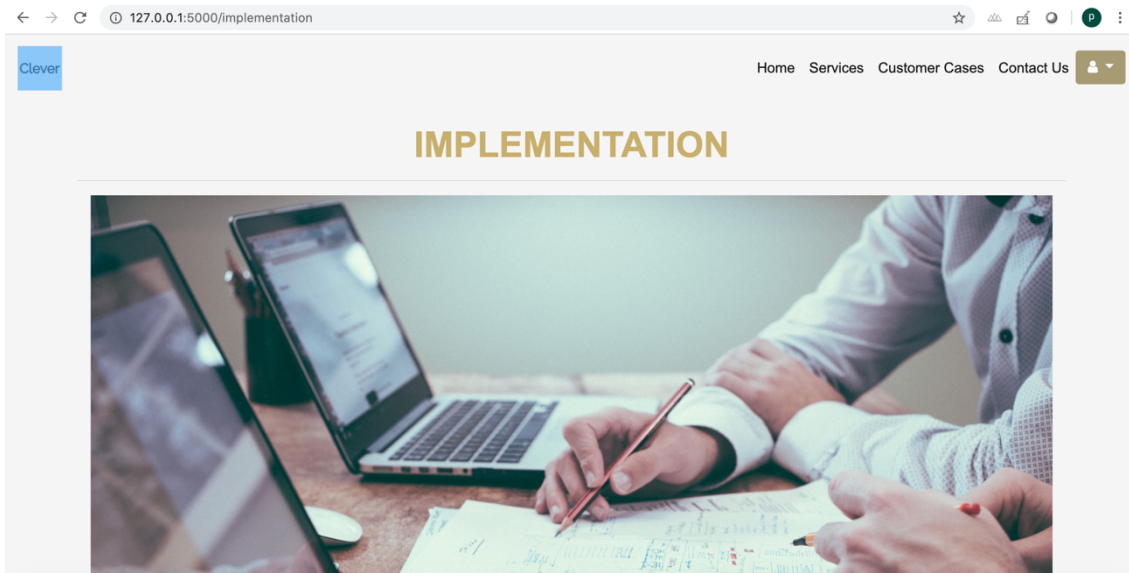 127.0.0.1:5000/implementation
P
Clever
Home Services Customer Cases Contact Us
IMPLEMENTATION